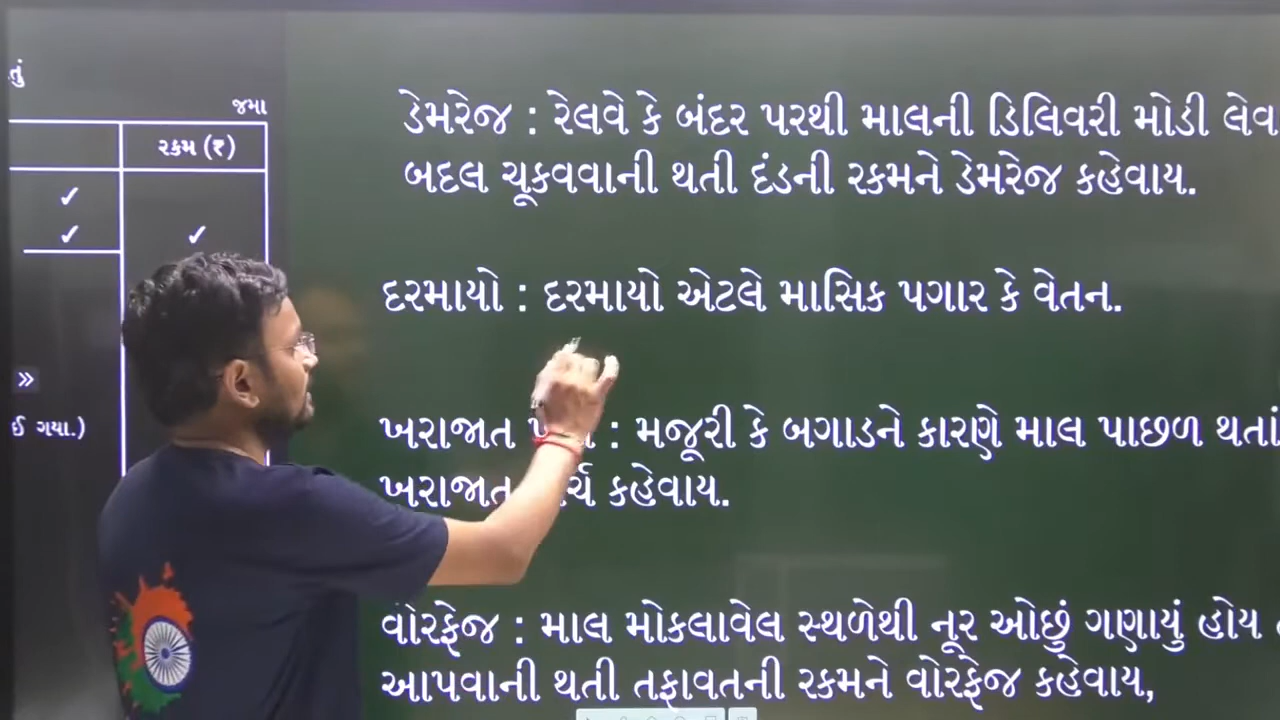 જમા
રકમ (₹)
✓
✓ ✓
»
ઈ ગયા.)
ડેમરેજ : રેલવે કે બંદર પરથી માલની ડિલિવરી મોડી
બદલ ચૂકવવાની થતી દંડની રકમને ડેમરેજ કહેવાય.
દરમાયો : દરમાયો એટલે માસિક પગાર કે વેતન.
ખરાજાત : મજૂરી કે બગાડને કારણે માલ પાછળ થતાં
ખરાજાત કહેવાય.
વોરફેજ : માલ મોકલાવેલ સ્થળેથી નૂર ઓછું ગણાયું હોય
આપવાની થતી તફાવતની રકમને વોરફેજ કહેવાય,